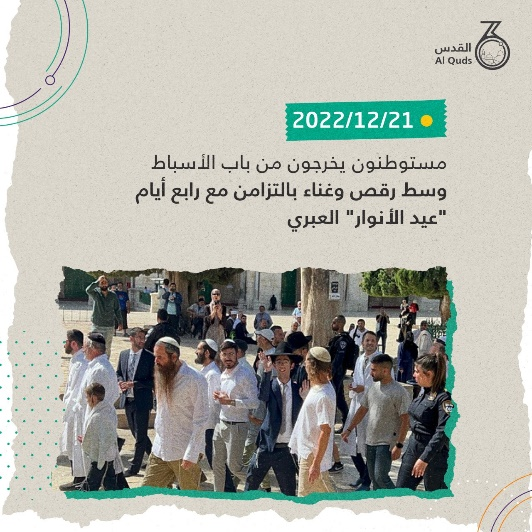 القدس
Al Quds
2022/12/21
مستوطنون يخرجون من باب الأسباط
وسط رقص وغناء بالتزامن مع رابع أيام
"عيد الأنوار" العبري